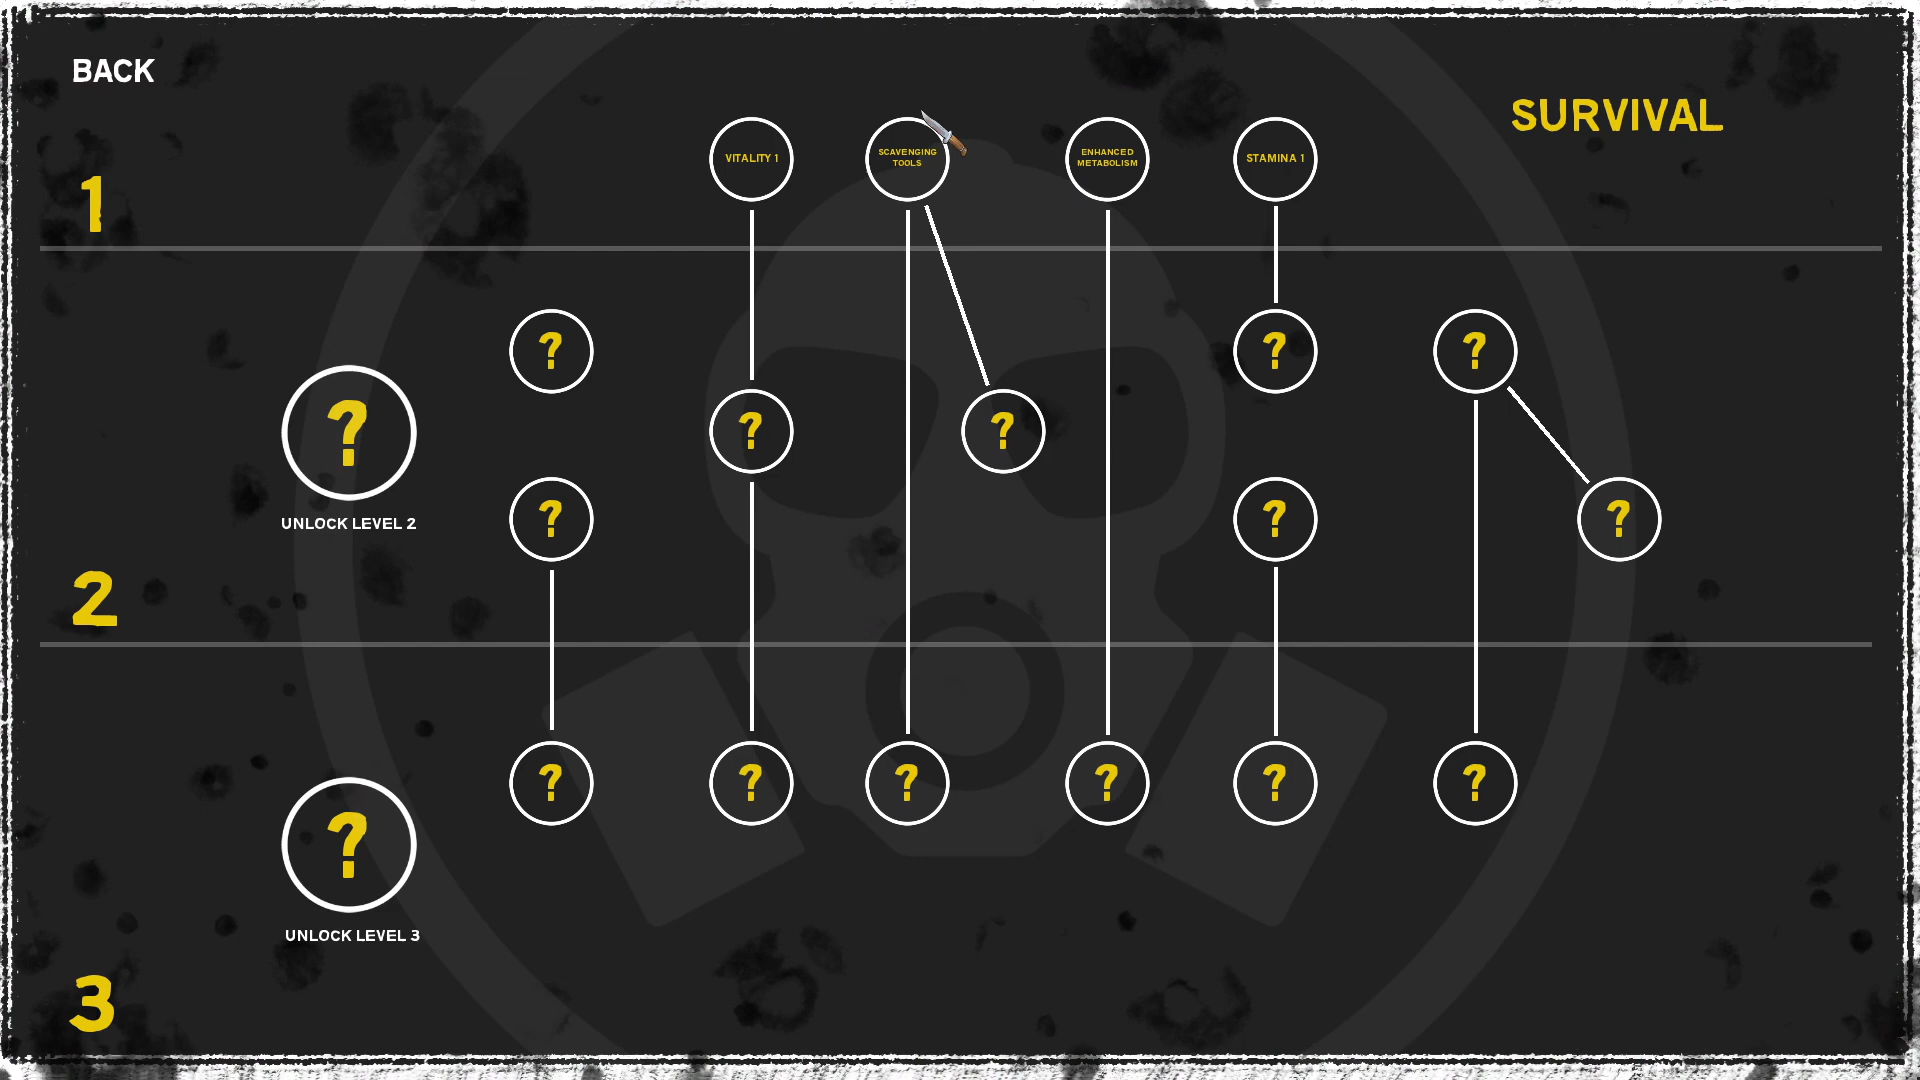 BACK
SURVIVAL
VITALITY 1
SCAVENGING
TOOLS
ENHANCED
METABOLISM
STAMINA 1
1
?
?
?
?
?
?
UNLOCK LEVEL 2
?
?
?
?
2
?
?
?
?
?
?
?
UNLOCK LEVEL 3
3